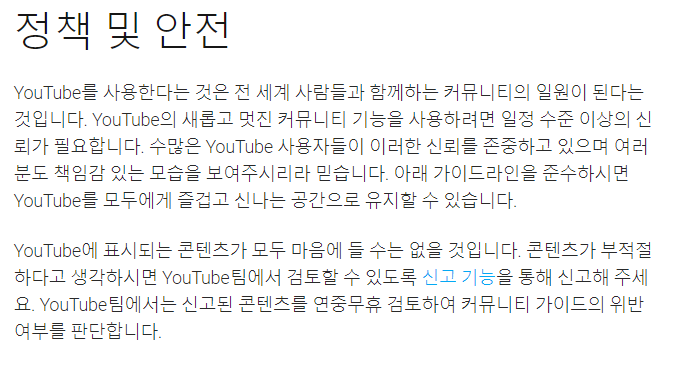 정책 및 안전
YouTube를 사용한다는 것은 전 세계 사람들과 함께하는 커뮤니티의 일원이 된다는
것입니다. YouTube의 새롭고 멋진 커뮤니티 기능을 사용하려면 일정 수준 이상의 신
뢰가 필요합니다. 수많은 YouTube 사용자들이 이러한 신뢰를 존중하고 있으며 여러
분도 책임감 있는 모습을 보여주시리라 믿습니다. 아래 가이드라인을 준수하시면
YouTube를 모두에게 즐겁고 신나는 공간으로 유지할 수 있습니다.
YouTube에 표시되는 콘텐츠가 모두 마음에 들 수는 없을 것입니다. 콘텐츠가 부적절
하다고 생각하시면 YouTube팀에서 검토할 수 있도록 신고 기능을 통해 신고해 주세
요. YouTube팀에서는 신고된 콘텐츠를 연중무휴 검토하여 커뮤니티 가이드의 위반
여부를 판단합니다.